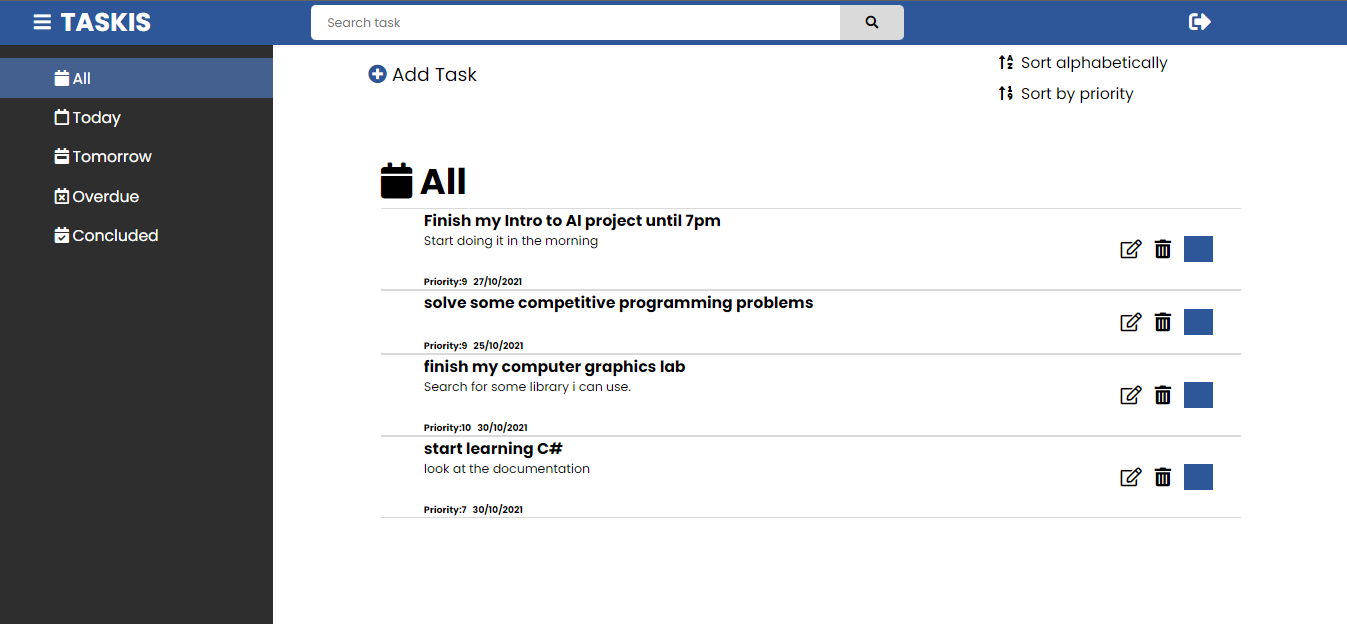 TASKIS
Search task
All
Today
Tomorrow
Overdue
Concluded
Add Task
Sort alphabetically
Sort by priority
All
Finish my Intro to AI project until 7pm
Start doing it in the morning
Priority:9 27/10/2021
solve some competitive programming problems
Priority:9 25/10/2021
finish my computer graphics lab
Search for some library i can use.
Priority:10 30/10/2021
start learning C#
look at the documentation
Priority:7 30/10/2021